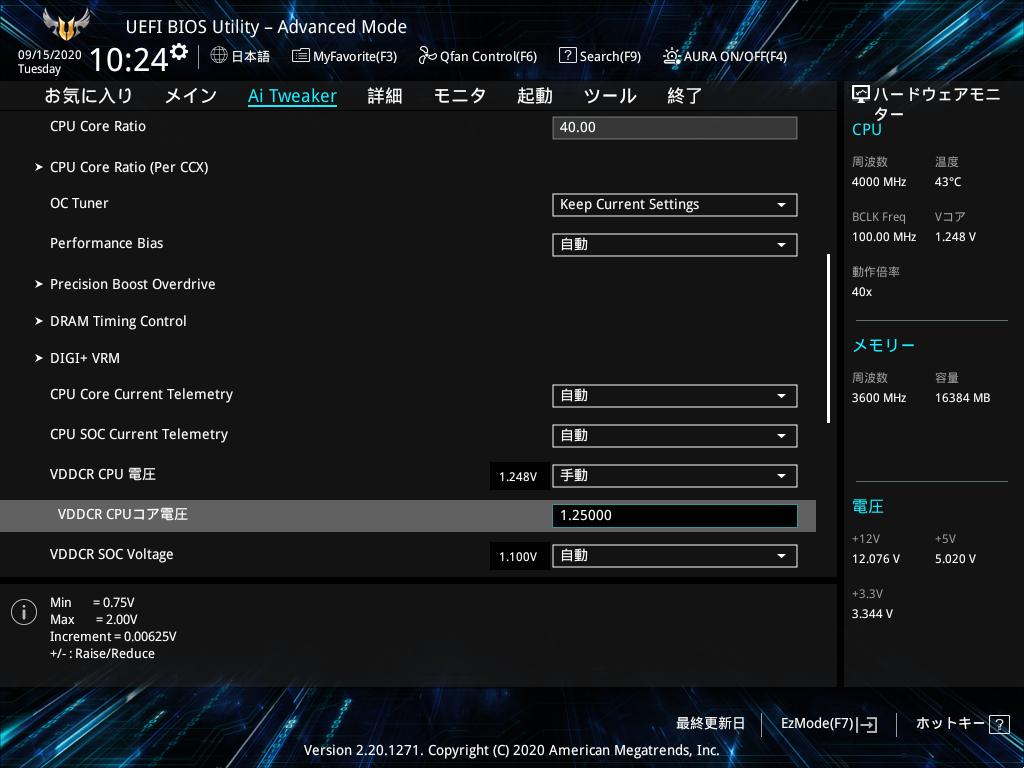 UEFI BIOS Utility – Advanced Mode
09/15/2020
Tuesday
10:24
日本語
MyFavorite(F3)
Qfan Control(F6)
Search(F9)
AURA ON/OFF(F4)
お気に入り メイン Ai Tweaker 詳細 モニタ 起動 ツール 終了
CPU Core Ratio 40.00
CPU Core Ratio (Per CCX)
OC Tuner Keep Current Settings
Performance Bias 自動
Precision Boost Overdrive
DRAM Timing Control
DIGI+ VRM
CPU Core Current Telemetry 自動
CPU SOC Current Telemetry 自動
VDDCR CPU 電圧 1.248V 手動
VDDCR CPUコア電圧 1.25000
VDDCR SOC Voltage 1.100V 自動
Min = 0.75V
Max = 2.00V
Increment = 0.00625V
+/- : Raise/Reduce
ハードウェアモニ
ター
CPU
周波数 温度
4000 MHz 43°C
BCLK Freq Vコア
100.00 MHz 1.248 V
動作倍率
40x
メモリー
周波数 容量
3600 MHz 16384 MB
電圧
+12V +5V
12.076 V 5.020 V
+3.3V
3.344 V
最終更新日
EzMode(F7)
ホットキー ?
Version 2.20.1271. Copyright (C) 2020 American Megatrends, Inc.